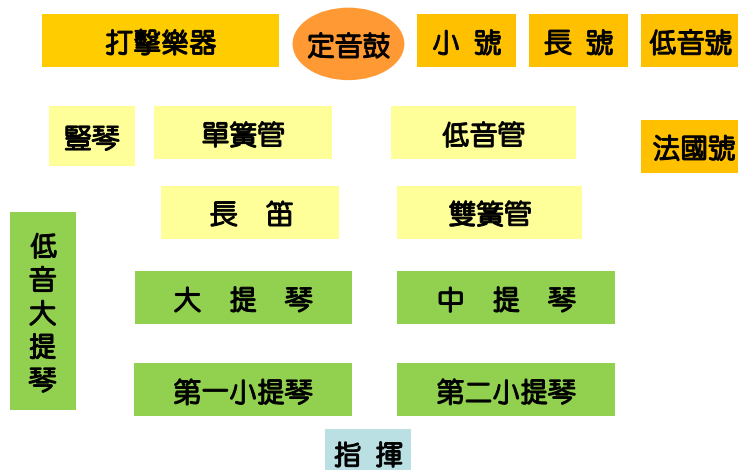 打擊樂器
定音鼓
小 號
長 號
低音號
豎琴
單簧管
低音管
法國號
長 笛
雙簧管
低音大提琴
大 提 琴
中 提 琴
第一小提琴
第二小提琴
指 揮